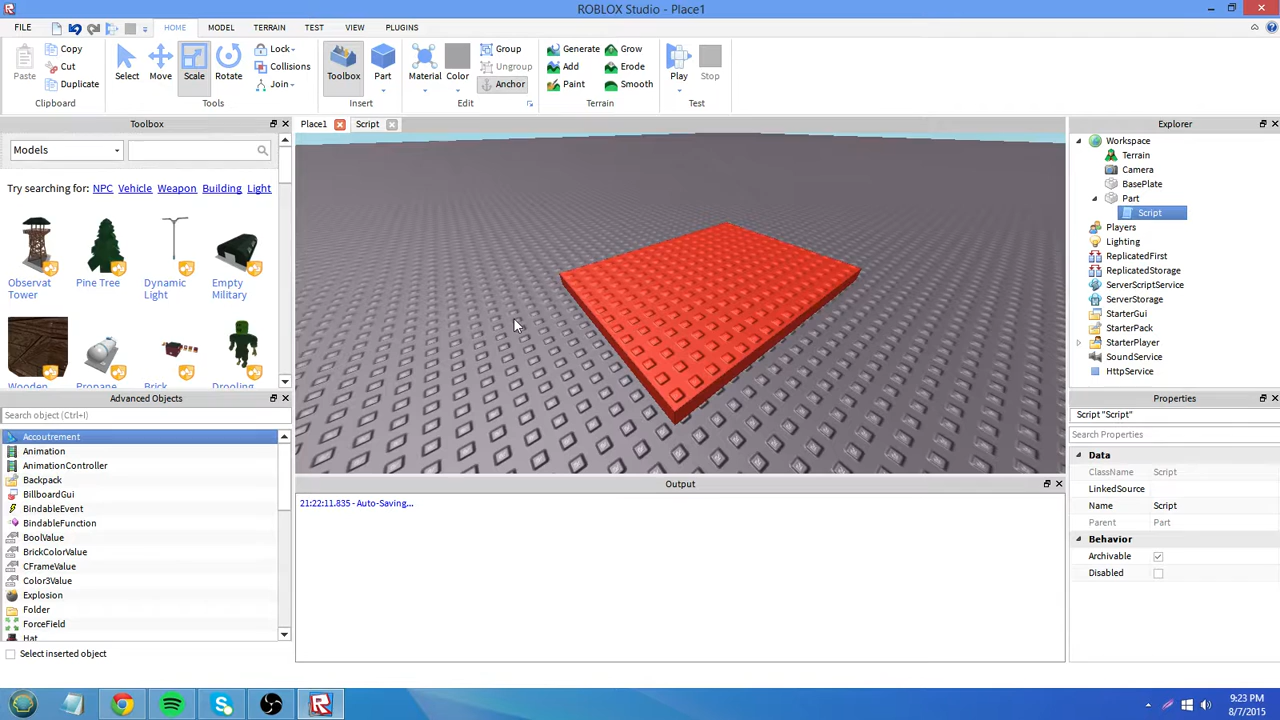 ROBLOX Studio - Place1
FILE HOME MODEL TERRAIN TEST VIEW PLUGINS
Paste Copy Cut Duplicate
Clipboard
Select Move Scale Rotate Lock Collisions Join
Tools
Toolbox Part
Insert
Material Color Group Ungroup Anchor
Edit
Generate Grow
Add Erode
Paint Smooth
Terrain
Play Stop
Test
Toolbox
Models
Try searching for: NPC Vehicle Weapon Building Light
Observat Tower
Pine Tree
Dynamic Light
Empty Military
Wooden Propane Brick Drooling
Advanced Objects
Search object (Ctrl+I)
Accoutrement
Animation
AnimationController
Backpack
BillboardGui
BindableEvent
BindableFunction
BoolValue
BrickColorValue
CFrameValue
Color3Value
Explosion
Folder
ForceField
Hat
Select inserted object
Place1 Script
Output
21:22:11.835 - Auto-Saving...
Explorer
Workspace
Terrain
Camera
BasePlate
Part
Script
Players
Lighting
ReplicatedFirst
ReplicatedStorage
ServerScriptService
ServerStorage
StarterGui
StarterPack
StarterPlayer
SoundService
HttpService
Properties
Script "Script"
Search Properties
Data
ClassName Script
LinkedSource
Name Script
Parent Part
Behavior
Archivable
Disabled
9:23 PM
8/7/2015